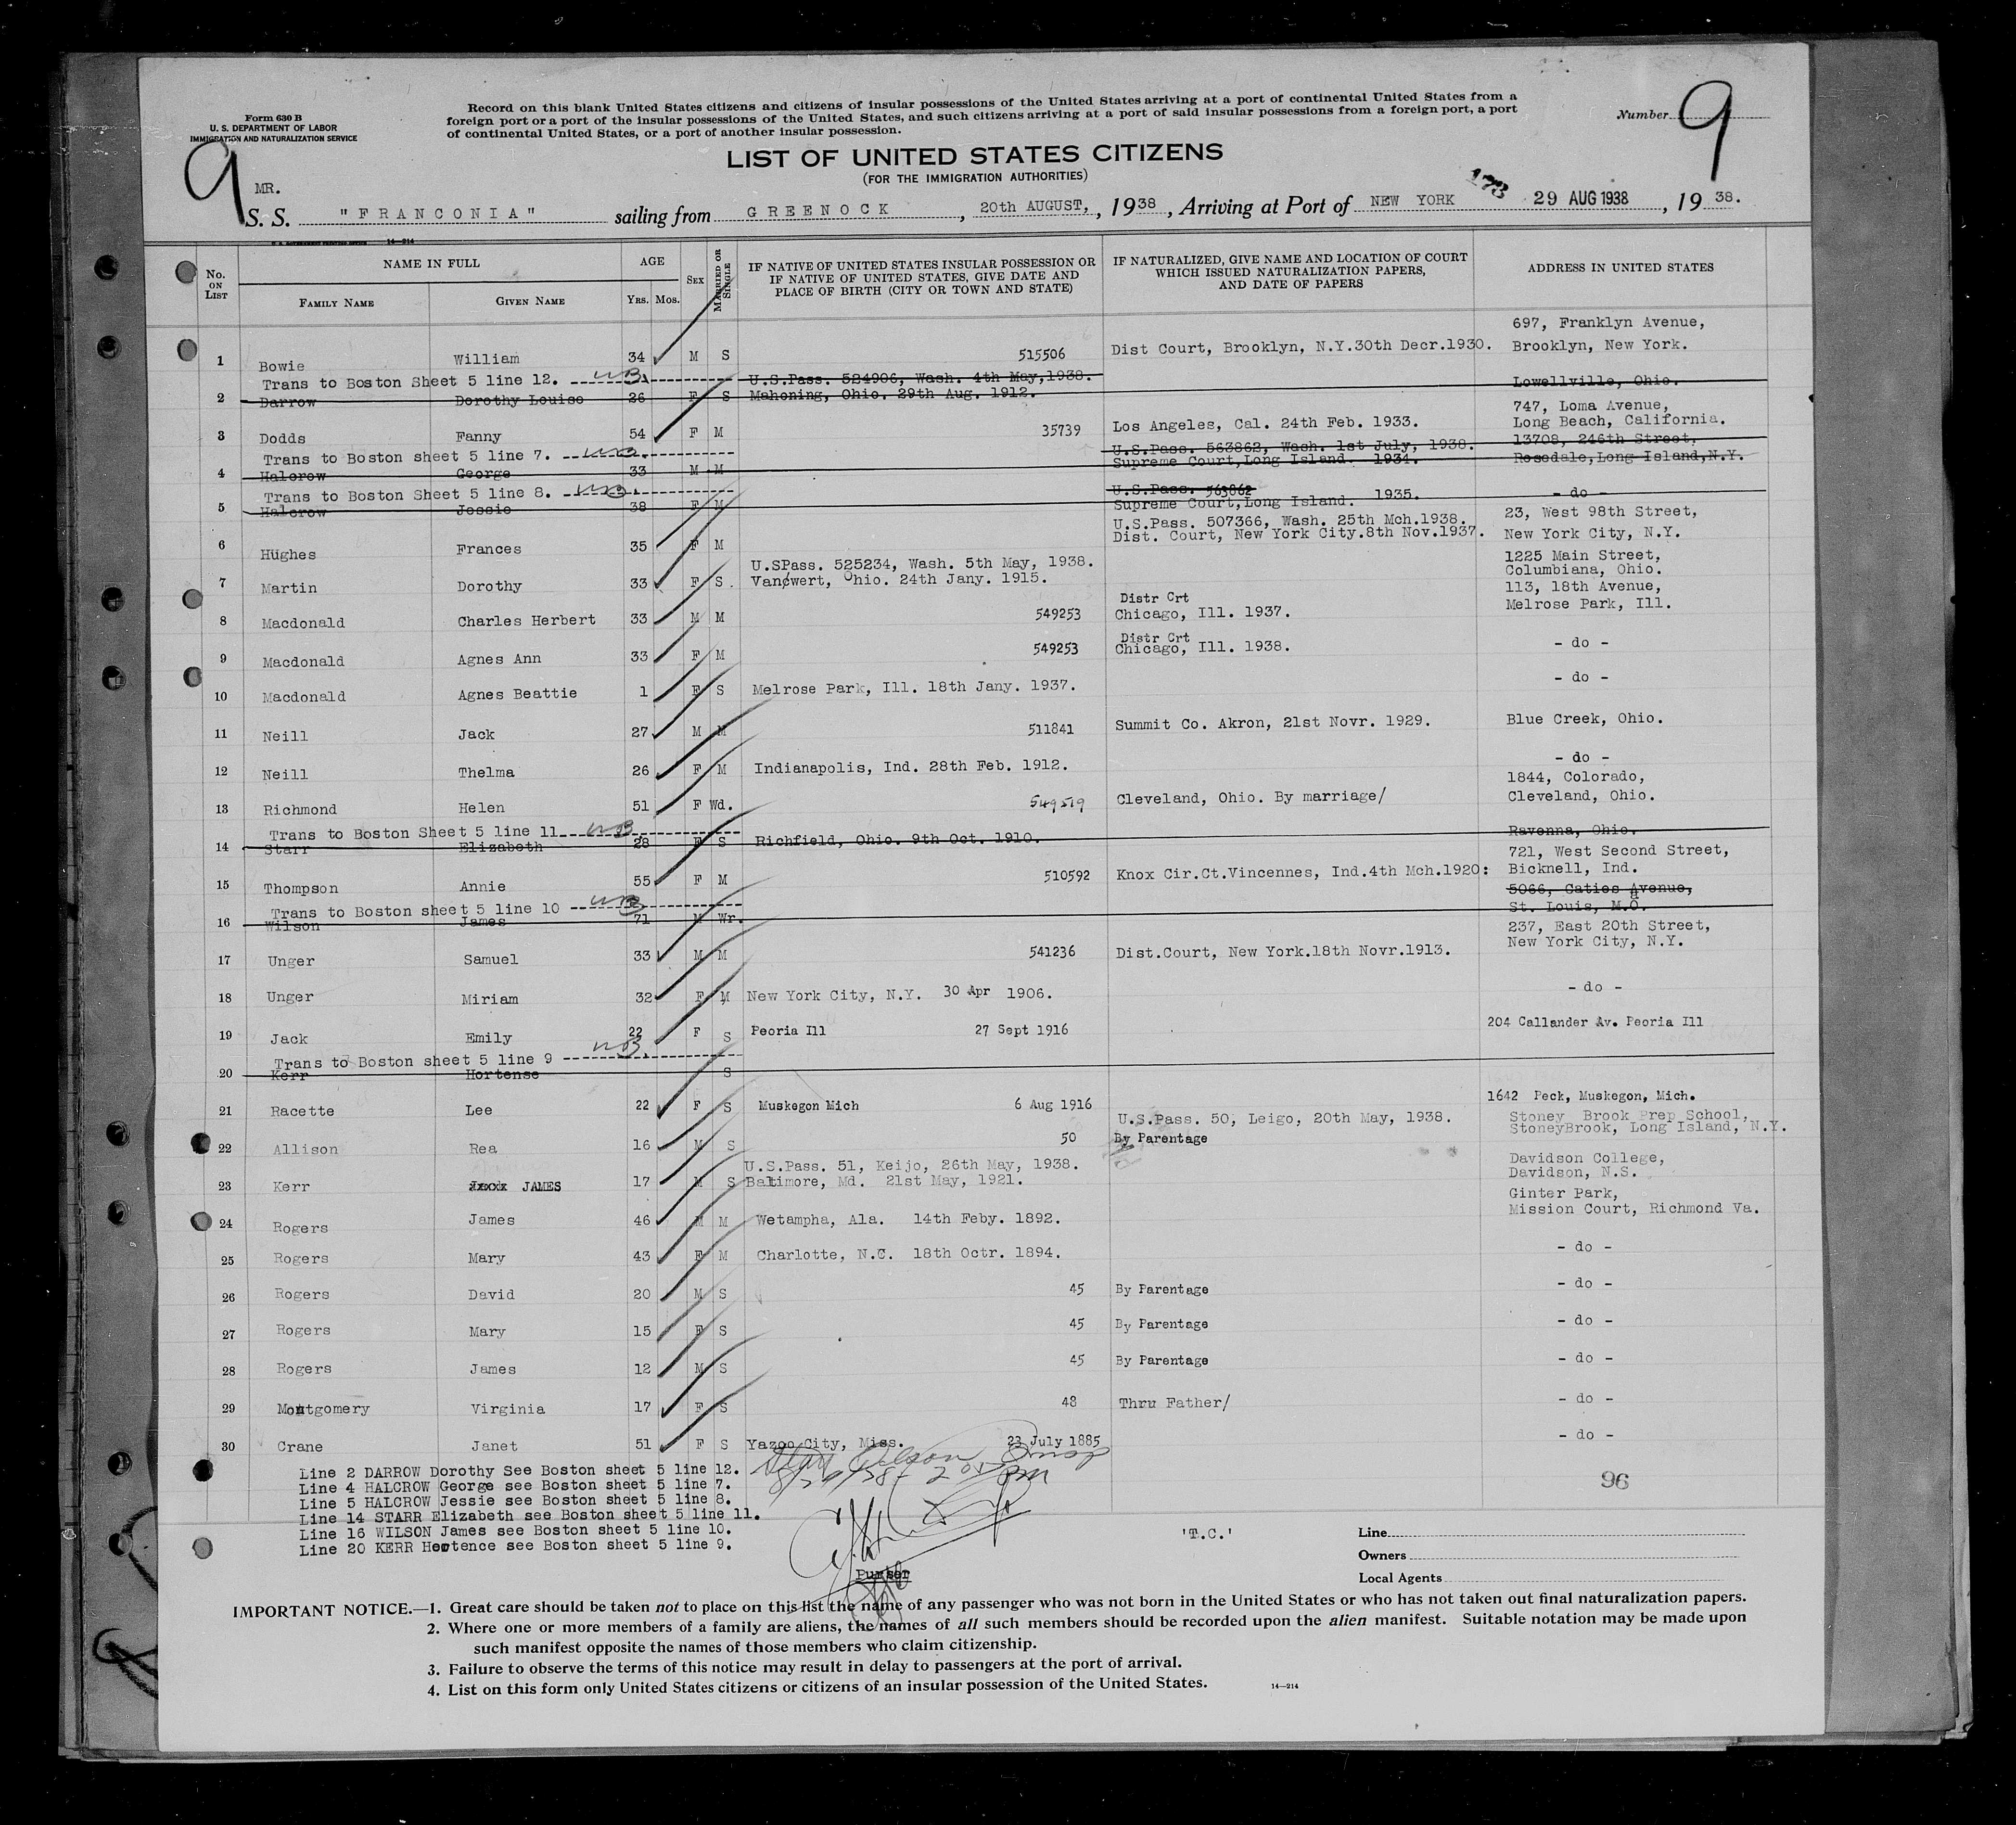 Form 630 B
U. S. DEPARTMENT OF LABOR
IMMIGRATION AND NATURALIZATION SERVICE
Record on this blank United States citizens and citizens of insular possessions of the United States arriving at a port of continental United States from a
foreign port or a port of the insular possessions of the United States, and such citizens arriving at a port of said insular possessions from a foreign port, a port
of continental United States, or a port of another insular possession.
Number 9
9
LIST OF UNITED STATES CITIZENS
(FOR THE IMMIGRATION AUTHORITIES)
MR.
173
S. S. "FRANCONIA" sailing from GREENOCK, 20th AUGUST, , 1938, Arriving at Port of NEW YORK 29 AUG 1938, 19 38.
U. S. GOVERNMENT PRINTING OFFICE 14—214
No. ON LIST NAME IN FULL AGE SEX MARRIED OR SINGLE IF NATIVE OF UNITED STATES INSULAR POSSESSION OR IF NATIVE OF UNITED STATES, GIVE DATE AND PLACE OF BIRTH (CITY OR TOWN AND STATE) IF NATURALIZED, GIVE NAME AND LOCATION OF COURT WHICH ISSUED NATURALIZATION PAPERS, AND DATE OF PAPERS ADDRESS IN UNITED STATES
FAMILY NAME GIVEN NAME YRS. MOS.
697, Franklyn Avenue,
1 Bowie William 34 M S 515506 Dist Court, Brooklyn, N.Y.30th Decr.1930. Brooklyn, New York.
Trans to Boston Sheet 5 line 12. U.S.Pass. 524906, Wash. 4th May,1938. Lowellville, Ohio.
2 Darrow Dorothy Louise 26 F S Mahoning, Ohio. 29th Aug. 1912.
747, Loma Avenue,
3 Dodds Fanny 54 F M 35739 Los Angeles, Cal. 24th Feb. 1933. Long Beach, California.
Trans to Boston sheet 5 line 7. U.S.Pass. 563862, Wash. 1st July, 1938. 13708, 246th Street,
4 Halcrow George 33 M M Supreme Court,Long Island. 1934. Rosedale,Long Island,N.Y.
Trans to Boston Sheet 5 line 8. U.S.Pass. 563862 - do -
5 Halcrow Jessie 38 F M Supreme Court,Long Island. 1935.
U.S.Pass. 507366, Wash. 25th Mch.1938. 23, West 98th Street,
6 Hughes Frances 35 F M Dist. Court, New York City.8th Nov.1937. New York City, N.Y.
U.SPass. 525234, Wash. 5th May, 1938. 1225 Main Street,
7 Martin Dorothy 33 F S. Vanwert, Ohio. 24th Jany. 1915. Columbiana, Ohio.
Distr Crt 113, 18th Avenue,
8 Macdonald Charles Herbert 33 M M 549253 Chicago, Ill. 1937. Melrose Park, Ill.
Distr Crt
9 Macdonald Agnes Ann 33 F M 549253 Chicago, Ill. 1938. - do -
10 Macdonald Agnes Beattie 1 F S Melrose Park, Ill. 18th Jany. 1937. - do -
11 Neill Jack 27 M M 511841 Summit Co. Akron, 21st Novr. 1929. Blue Creek, Ohio.
12 Neill Thelma 26 F M Indianapolis, Ind. 28th Feb. 1912. - do -
1844, Colorado,
13 Richmond Helen 51 F Wd. 549519 Cleveland, Ohio. By marriage/ Cleveland, Ohio.
Trans to Boston Sheet 5 line 11 Ravenna, Ohio.
14 Starr Elizabeth 28 F S Richfield, Ohio. 9th Oct. 1910.
721, West Second Street,
15 Thompson Annie 55 F M 510592 Knox Cir.Ct.Vincennes, Ind.4th Mch.1920: Bicknell, Ind.
Trans to Boston sheet 5 line 10 5066, Caties Avenue,
16 Wilson James 71 M Wr. St. Louis, M.O.
237, East 20th Street,
17 Unger Samuel 33 M M 541236 Dist.Court, New York.18th Novr.1913. New York City, N.Y.
18 Unger Miriam 32 F M New York City, N.Y. 30 Apr 1906. - do -
19 Jack Emily 22 F S Peoria Ill 27 Sept 1916 204 Callander Av. Peoria Ill
Trans to Boston sheet 5 line 9
20 Kerr Hortense S
21 Racette Lee 22 F S Muskegon Mich 6 Aug 1916 1642 Peck, Muskegon, Mich.
U.S.Pass. 50, Leigo, 20th May, 1938. Stoney Brook Prep School,
22 Allison Rea 16 M S 50 By Parentage StoneyBrook, Long Island, N.Y.
U.S.Pass. 51, Keijo, 26th May, 1938. Davidson College,
23 Kerr JAMES 17 M S Baltimore, Md. 21st May, 1921. Davidson, N.S.
Ginter Park,
24 Rogers James 46 M M Wetampha, Ala. 14th Feby. 1892. Mission Court, Richmond Va.
25 Rogers Mary 43 F M Charlotte, N.C. 18th Octr. 1894. - do -
26 Rogers David 20 M S 45 By Parentage - do -
27 Rogers Mary 15 F S 45 By Parentage - do -
28 Rogers James 12 M S 45 By Parentage - do -
29 Montgomery Virginia 17 F S 48 Thru Father/ - do -
30 Crane Janet 51 F S Yazoo City, Miss. 23 July 1885 - do -
Line 2 DARROW Dorothy See Boston sheet 5 line 12.
Line 4 HALCROW George see Boston sheet 5 line 7.
Line 5 HALCROW Jessie see Boston sheet 5 line 8.
Line 14 STARR Elizabeth see Boston sheet 5 line 11.
Line 16 WILSON James see Boston sheet 5 line 10.
Line 20 KERR Hortence see Boston sheet 5 line 9.
96
Purser
'T.C.'
Line
Owners
Local Agents
IMPORTANT NOTICE.—1. Great care should be taken not to place on this list the name of any passenger who was not born in the United States or who has not taken out final naturalization papers.
2. Where one or more members of a family are aliens, the names of all such members should be recorded upon the alien manifest. Suitable notation may be made upon
such manifest opposite the names of those members who claim citizenship.
3. Failure to observe the terms of this notice may result in delay to passengers at the port of arrival.
4. List on this form only United States citizens or citizens of an insular possession of the United States.
14—214